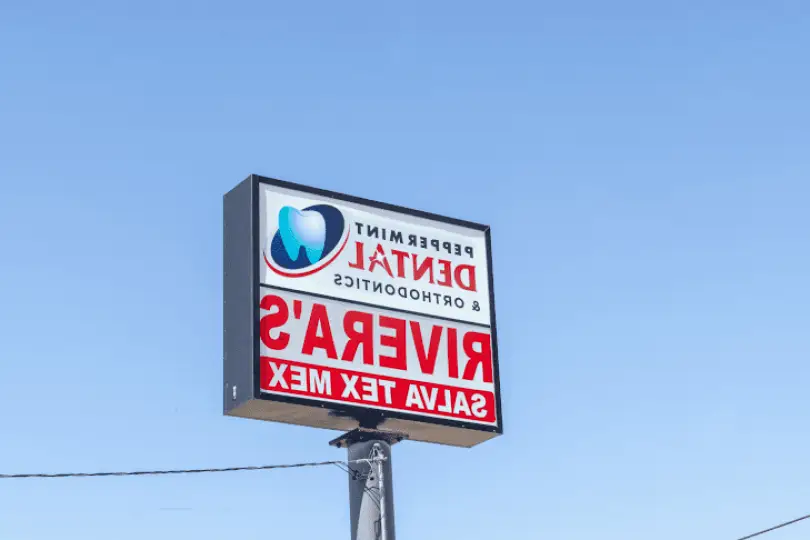 PEPPERMINT
DENTAL
& ORTHODONTICS
RIVERA'S
SALVA TEX MEX